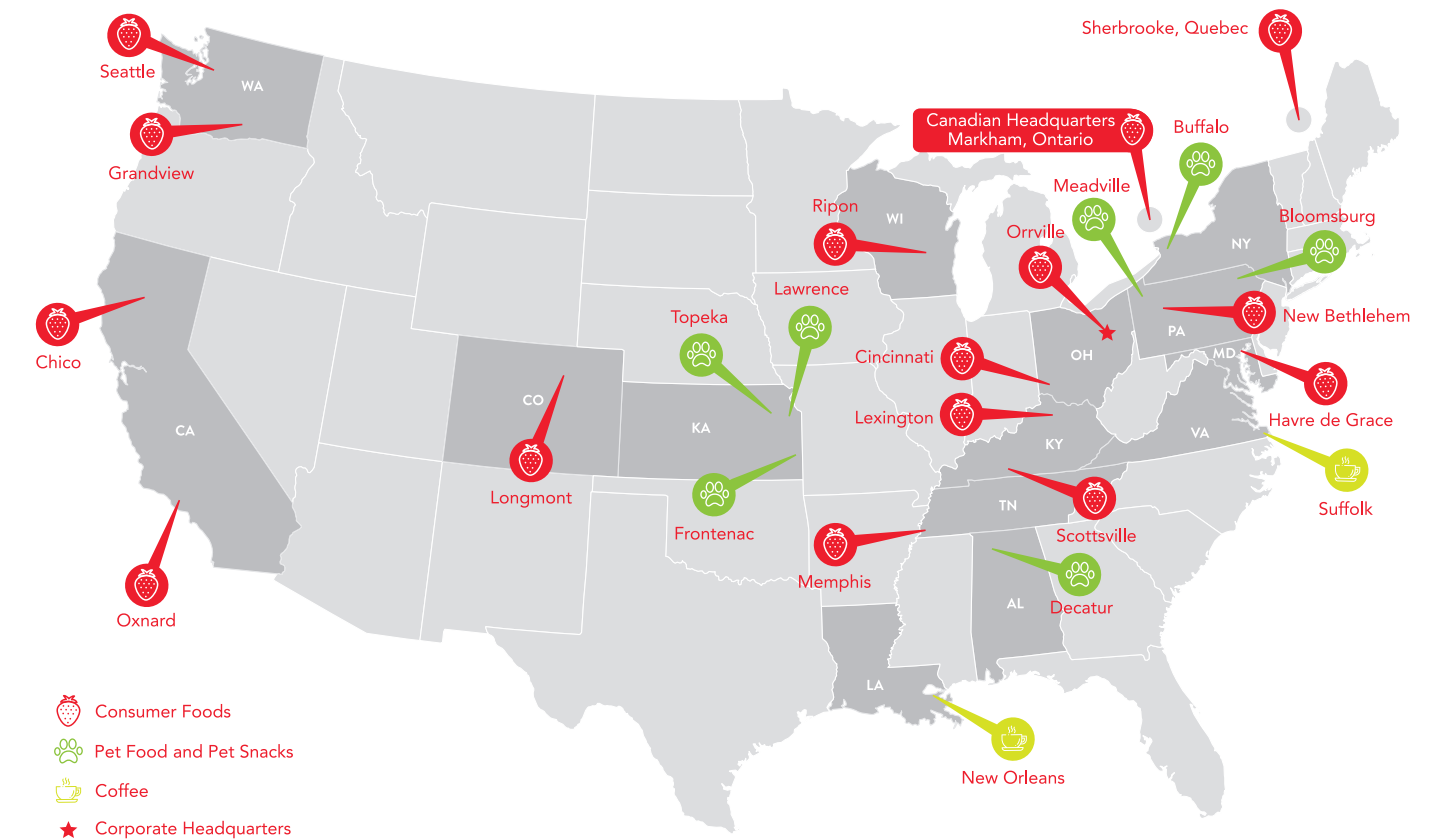 Sherbrooke, Quebec
Seattle
WA
Canadian Headquarters
Markham, Ontario
Buffalo
Grandview
Meadville
Ripon
WI
Bloomsburg
Orrville
NY
Lawrence
Topeka
New Bethlehem
Chico
Cincinnati
OH
PA
MD
CO
Lexington
Havre de Grace
CA
KA
KY
VA
Longmont
Suffolk
Frontenac
TN
Scottsville
Memphis
Oxnard
AL
Decatur
LA
Consumer Foods
Pet Food and Pet Snacks
New Orleans
Coffee
Corporate Headquarters